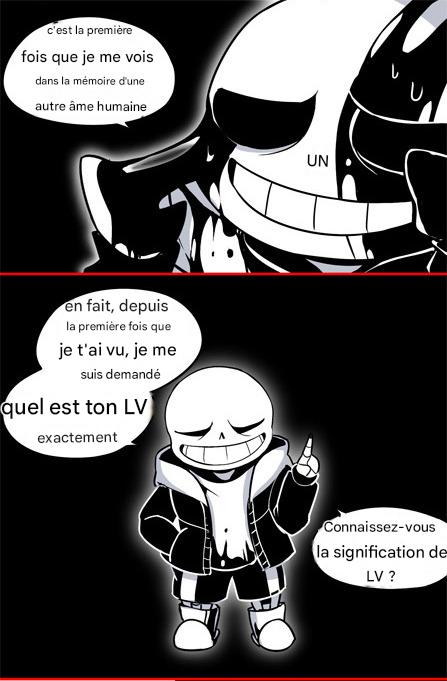 c'est la première
fois que je me vois
dans la mémoire d'une
autre âme humaine
UN
en fait, depuis
la première fois que
je t'ai vu, je me
suis demandé
quel est ton LV
exactement
Connaissez-vous
la signification de
LV ?